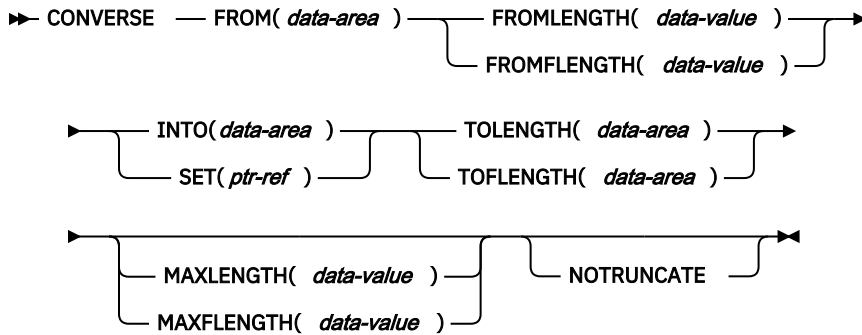 CONVERSE FROM( data-area ) FROMLENGTH( data-value )
FROMFLENGTH( data-value )
INTO( data-area ) TOLENGTH( data-area )
SET( ptr-ref ) TOFLENGTH( data-area )
MAXLENGTH( data-value ) NOTRUNCATE
MAXFLENGTH( data-value )